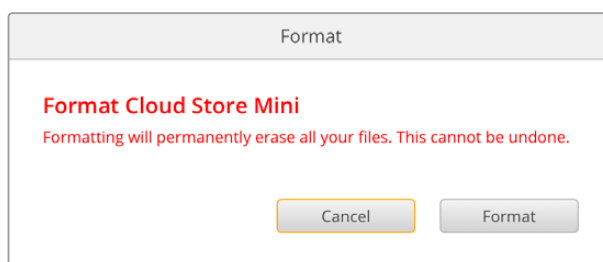 Format
Format Cloud Store Mini
Formatting will permanently erase all your files. This cannot be undone.
Cancel Format